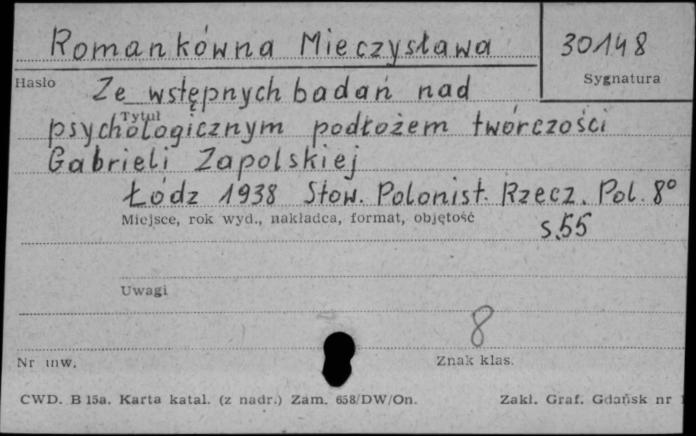 Romankówna Mieczysława 30148
Hasło Sygnatura
Ze wstępnych badań nad
Tytuł
psychologicznym podłożem twórczości
Gabrieli Zapolskiej
Łódz 1938 Stow. Polonist. Rzecz. Pol. 8°
Miejsce, rok wyd., nakładca, format, objętość
s.55
Uwagi
8
Nr inw. Znak klas.
CWD. B 15a. Karta katal. (z nadr.) Zam. 658/DW/On. Zakł. Graf. Gdańsk nr